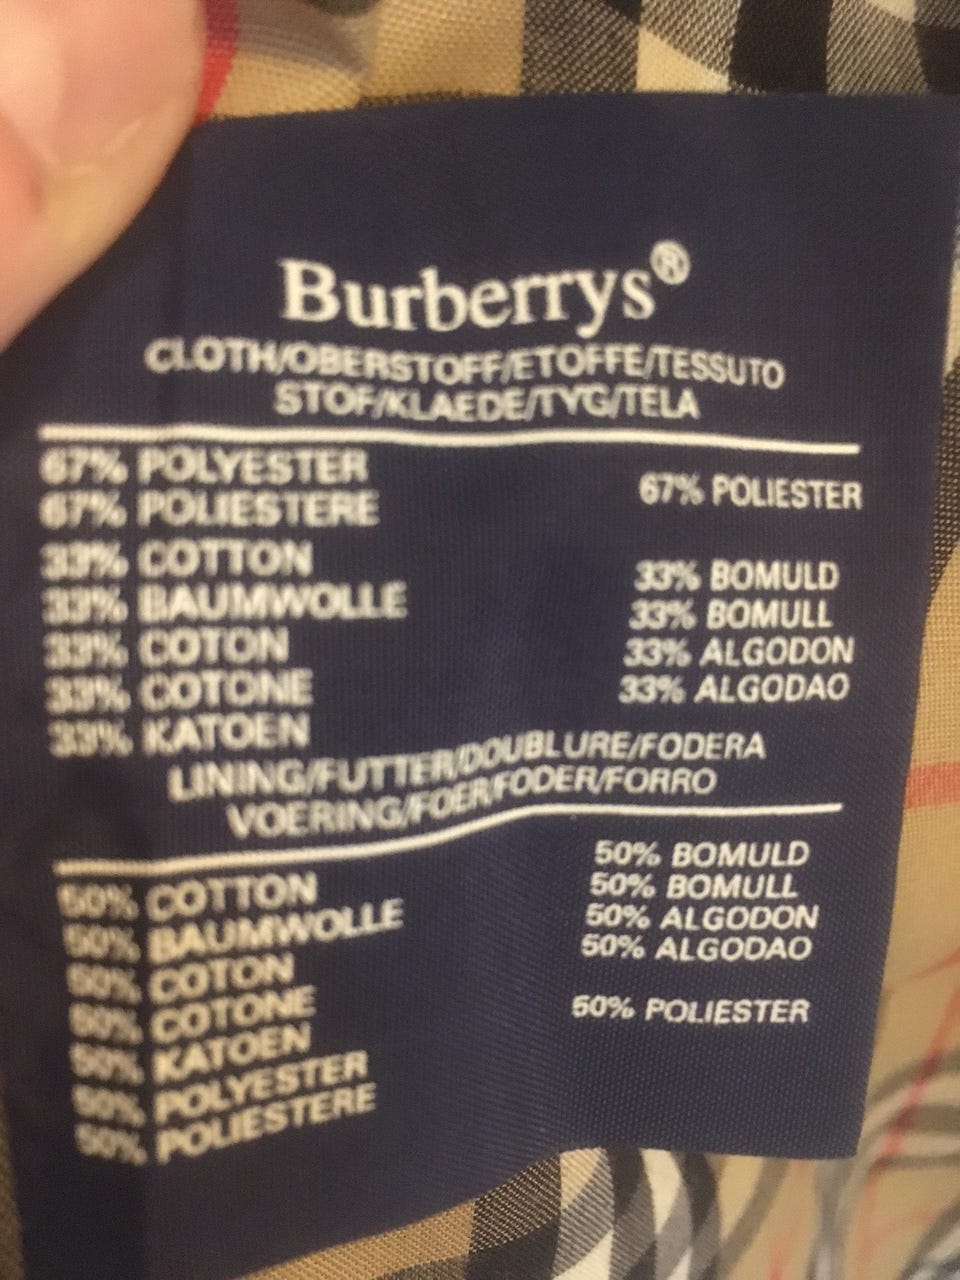 Burberrys®
CLOTH/OBERSTOFF/ETOFFE/TESSUTO
STOF/KLAEDE/TYG/TELA
67% POLYESTER
67% POLIESTERE
67% POLIESTER
33% COTTON
33% BAUMWOLLE
33% COTON
33% COTONE
33% KATOEN
33% BOMULD
33% BOMULL
33% ALGODON
33% ALGODAO
LINING/FUTTER/DOUBLURE/FODERA
VOERING/FOER/FODER/FORRO
50% COTTON
50% BAUMWOLLE
50% COTON
50% COTONE
50% KATOEN
50% POLYESTER
50% POLIESTERE
50% BOMULD
50% BOMULL
50% ALGODON
50% ALGODAO
50% POLIESTER